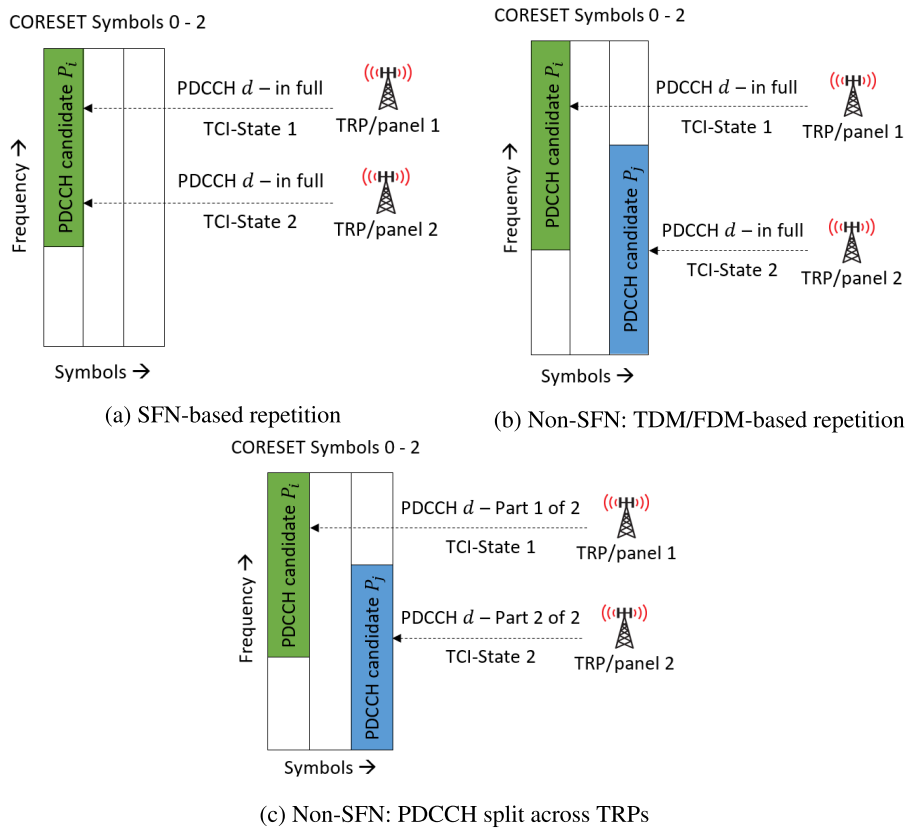 CORESET Symbols 0 - 2
PDCCH candidate P_i
PDCCH d – in full
TCI-State 1
TRP/panel 1
PDCCH d – in full
TCI-State 2
TRP/panel 2
Frequency →
Symbols →
(a) SFN-based repetition
CORESET Symbols 0 - 2
PDCCH candidate P_i
PDCCH candidate P_j
PDCCH d – in full
TCI-State 1
TRP/panel 1
PDCCH d – in full
TCI-State 2
TRP/panel 2
Frequency →
Symbols →
(b) Non-SFN: TDM/FDM-based repetition
CORESET Symbols 0 - 2
PDCCH candidate P_i
PDCCH candidate P_j
PDCCH d – Part 1 of 2
TCI-State 1
TRP/panel 1
PDCCH d – Part 2 of 2
TCI-State 2
TRP/panel 2
Frequency →
Symbols →
(c) Non-SFN: PDCCH split across TRPs